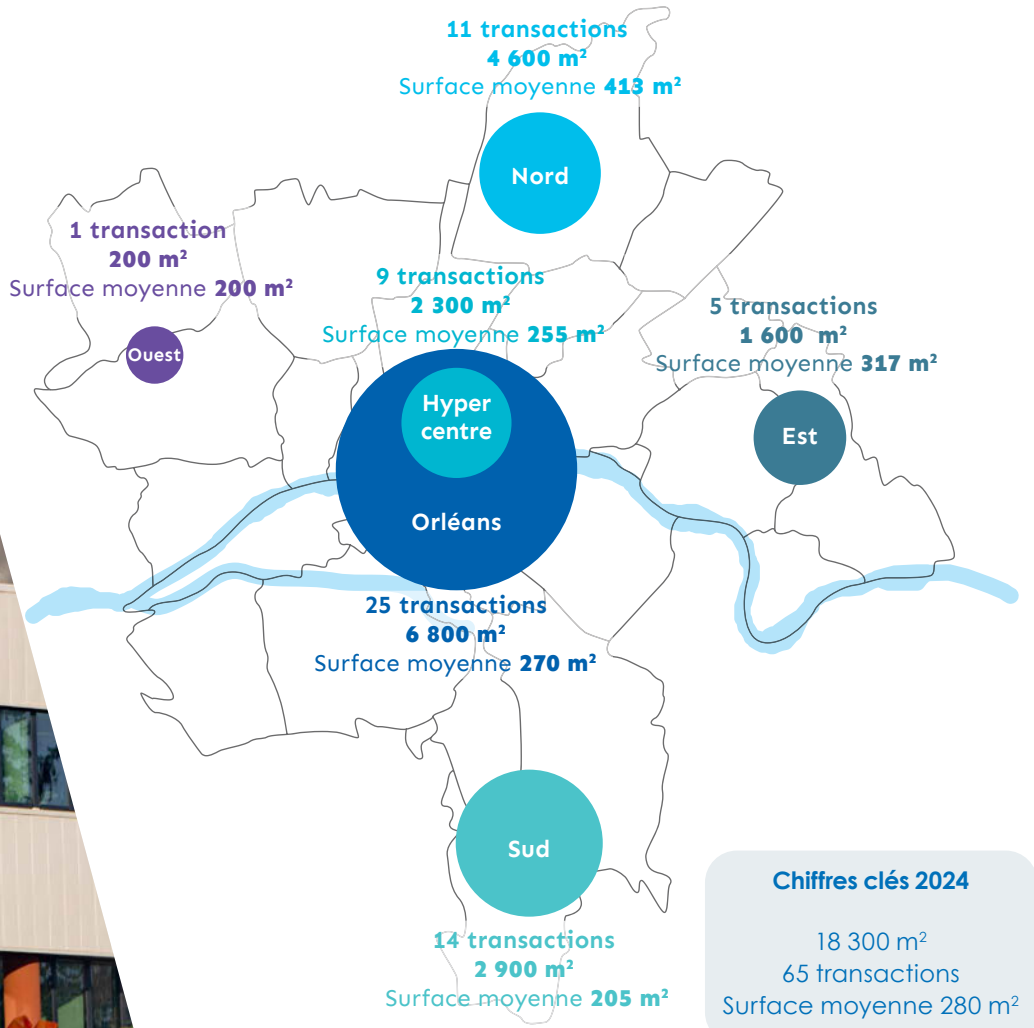 11 transactions
4 600 m²
Surface moyenne 413 m²
Nord
1 transaction
200 m²
Surface moyenne 200 m²
Ouest
9 transactions
2 300 m²
Surface moyenne 255 m²
Hyper
centre
5 transactions
1 600 m²
Surface moyenne 317 m²
Est
Orléans
25 transactions
6 800 m²
Surface moyenne 270 m²
Sud
14 transactions
2 900 m²
Surface moyenne 205 m²
Chiffres clés 2024
18 300 m²
65 transactions
Surface moyenne 280 m²